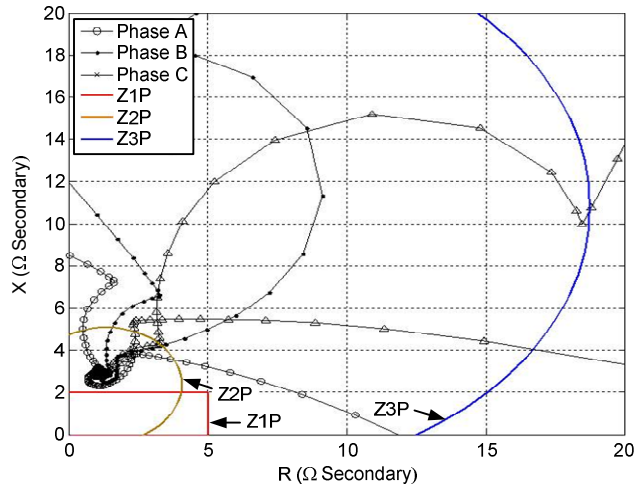 20
18
16
14
12
10
8
6
4
2
0
X (Ω Secondary)
Phase A
Phase B
Phase C
Z1P
Z2P
Z3P
Z2P
Z1P
Z3P
0 5 10 15 20
R (Ω Secondary)